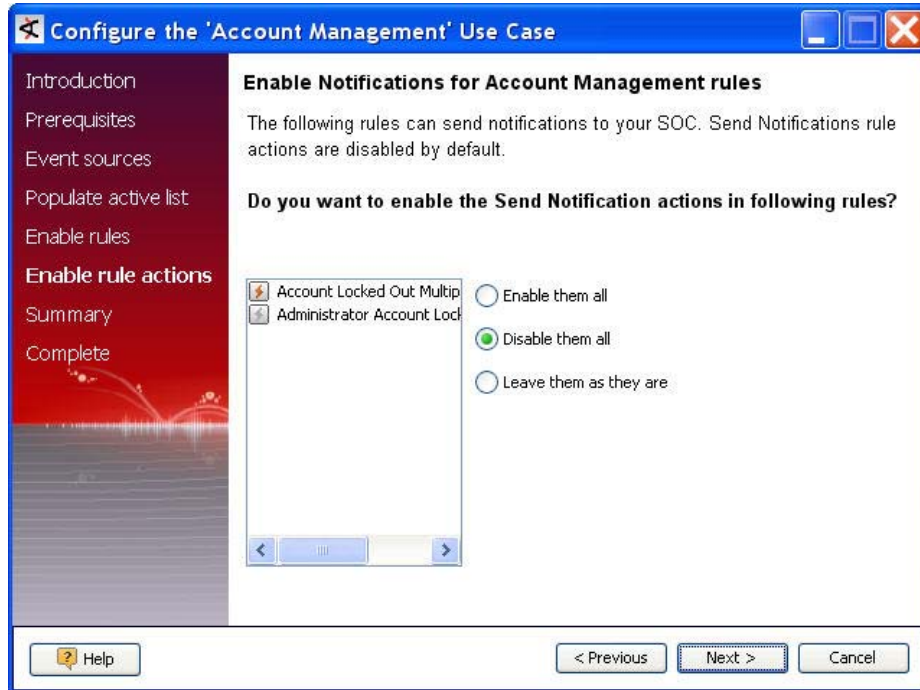 Configure the 'Account Management' Use Case
Introduction
Prerequisites
Event sources
Populate active list
Enable rules
Enable rule actions
Summary
Complete
Enable Notifications for Account Management rules
The following rules can send notifications to your SOC. Send Notifications rule
actions are disabled by default.
Do you want to enable the Send Notification actions in following rules?
Account Locked Out Multip
Administrator Account Lock
Enable them all
Disable them all
Leave them as they are
Help
< Previous
Next >
Cancel